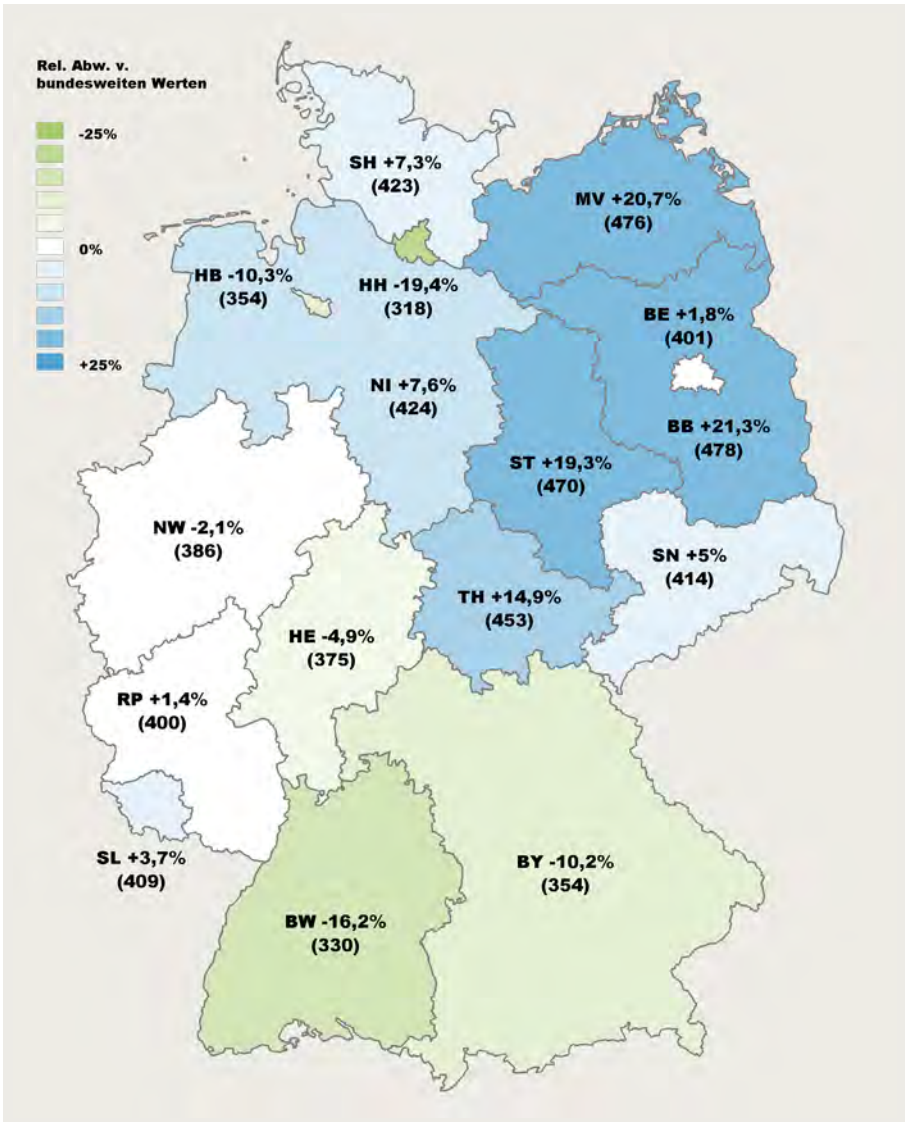 Rel. Abw. v.
bundesweiten Werten
-25%
0%
+25%
SH +7,3%
(423)
MV +20,7%
(476)
HB -10,3%
(354)
HH -19,4%
(318)
BE +1,8%
(401)
NI +7,6%
(424)
BB +21,3%
(478)
ST +19,3%
(470)
NW -2,1%
(386)
SN +5%
(414)
TH +14,9%
(453)
HE -4,9%
(375)
RP +1,4%
(400)
SL +3,7%
(409)
BY -10,2%
(354)
BW -16,2%
(330)